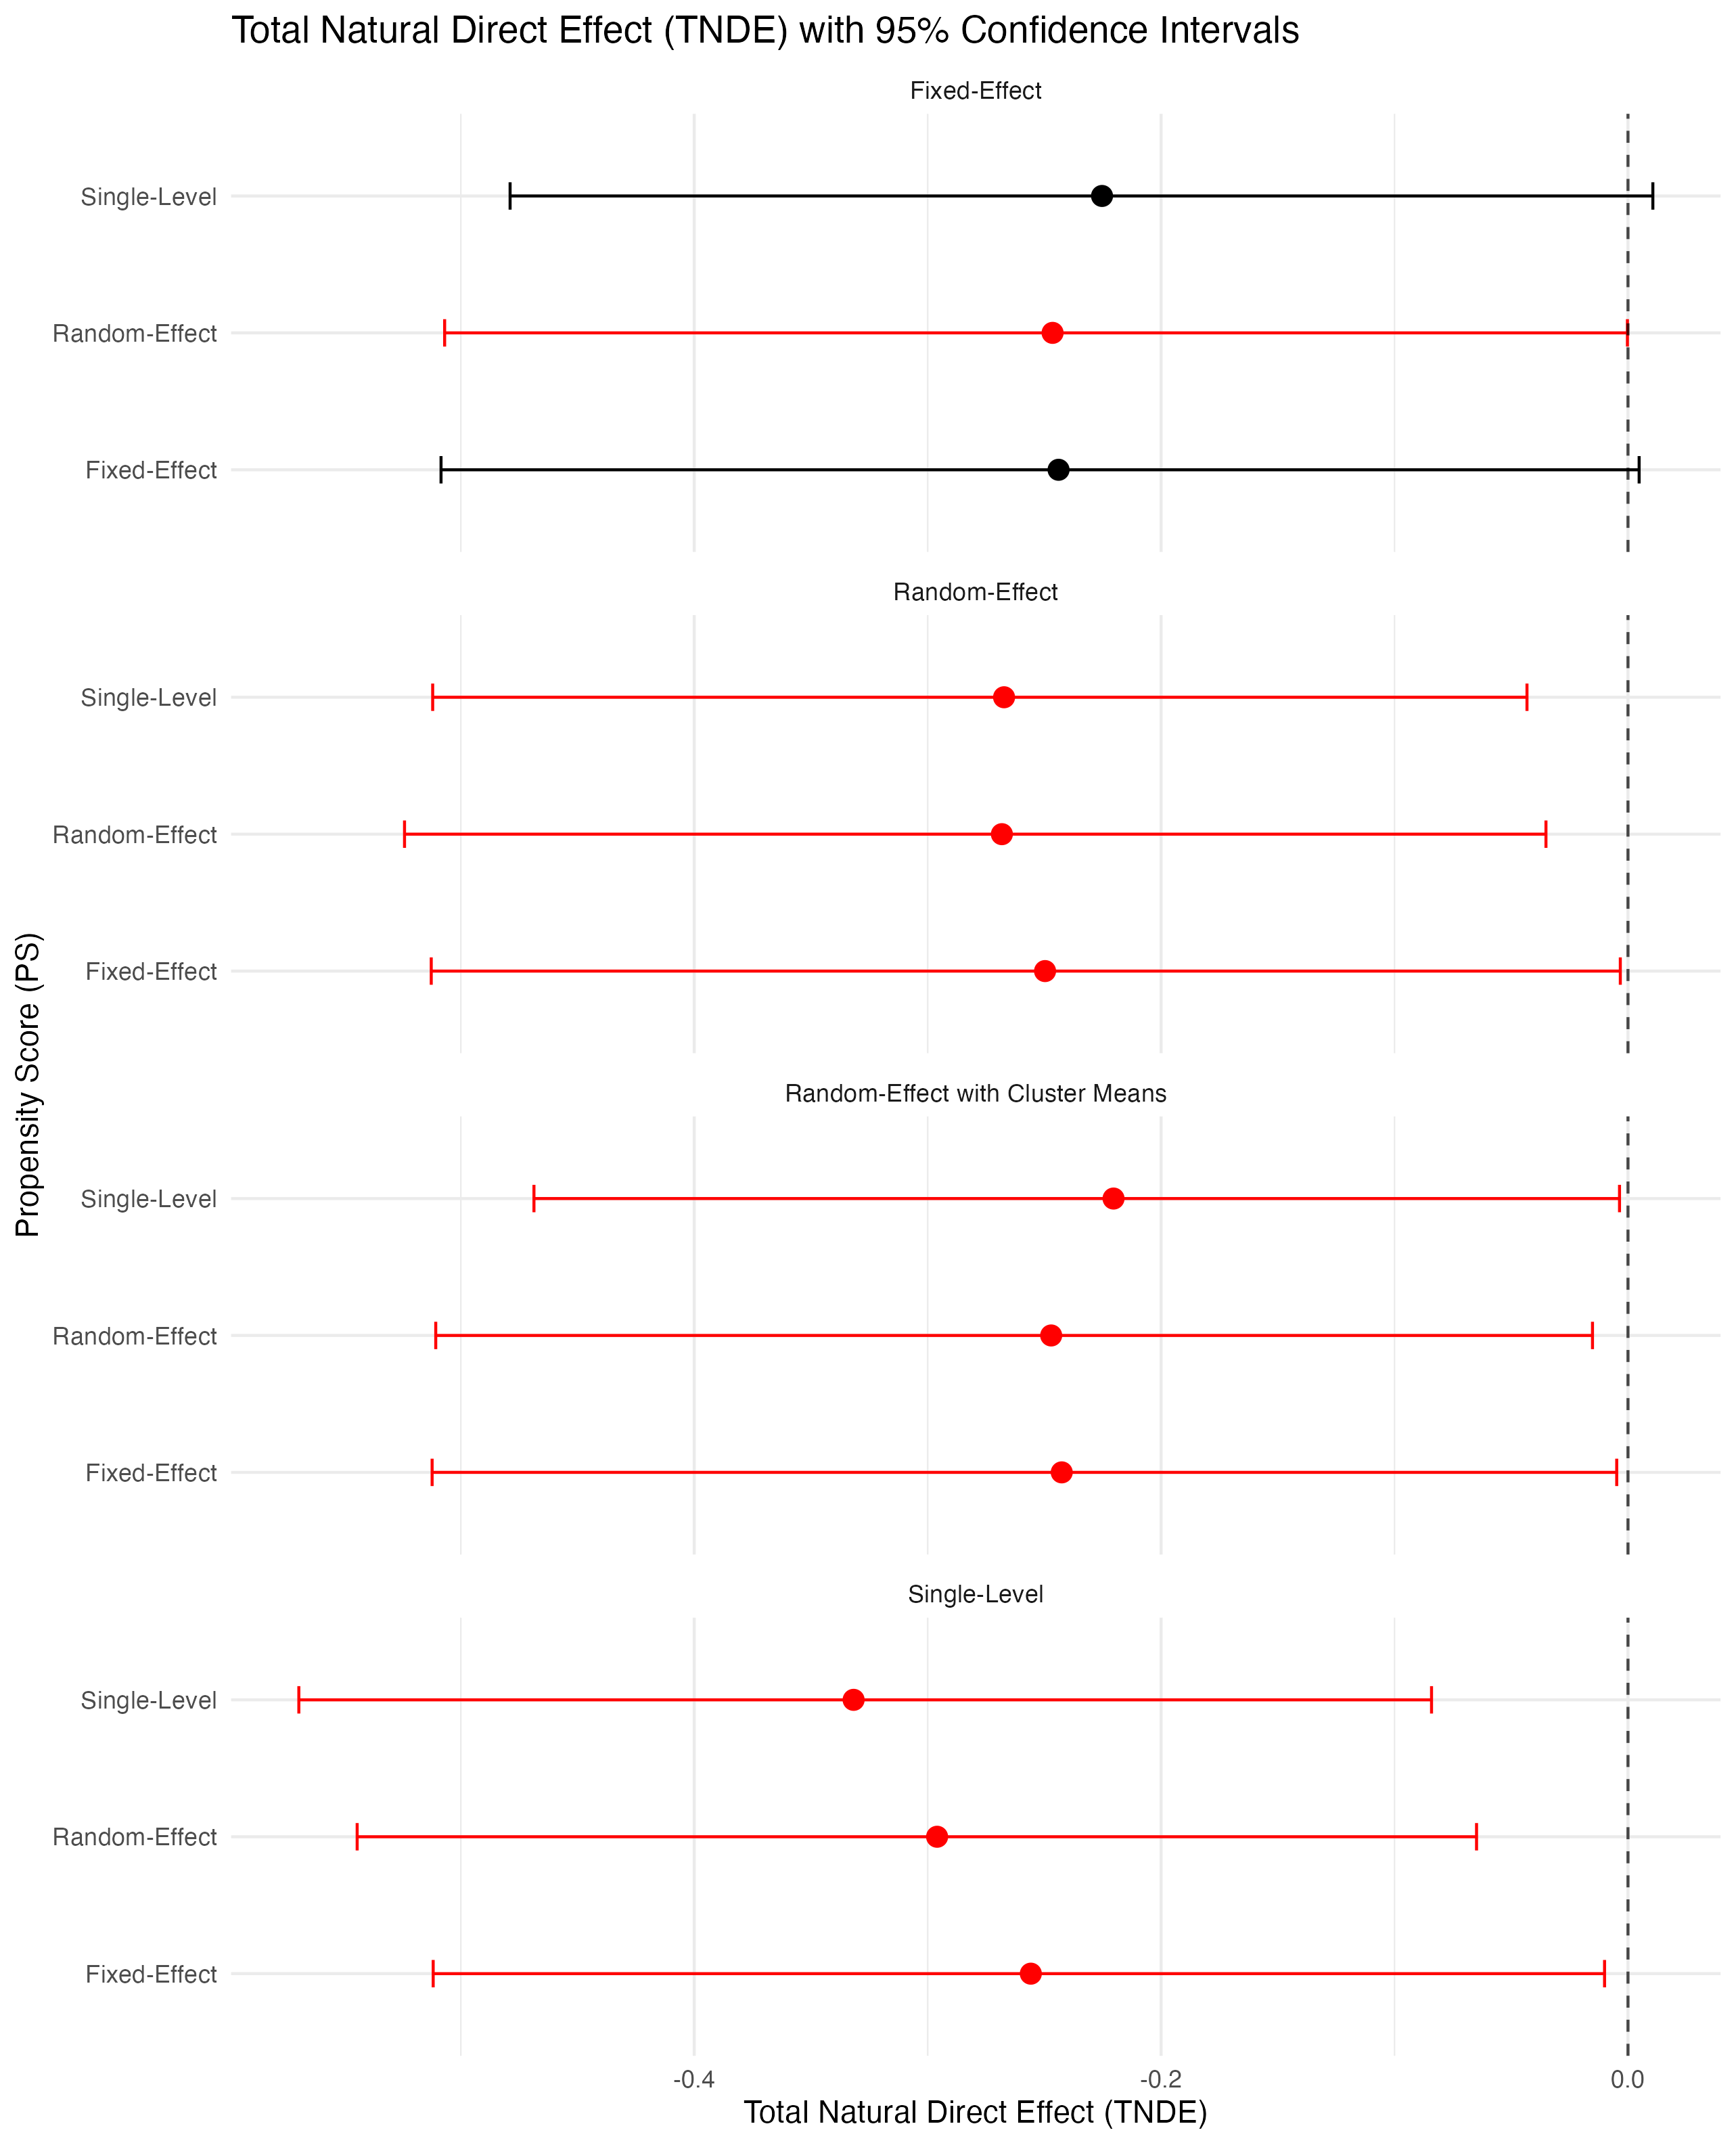 Total Natural Direct Effect (TNDE) with 95% Confidence Intervals
Fixed-Effect
Single-Level
Random-Effect
Fixed-Effect
Random-Effect
Single-Level
Random-Effect
Fixed-Effect
Random-Effect with Cluster Means
Single-Level
Random-Effect
Fixed-Effect
Single-Level
Single-Level
Random-Effect
Fixed-Effect
Propensity Score (PS)
-0.4 -0.2 0.0
Total Natural Direct Effect (TNDE)